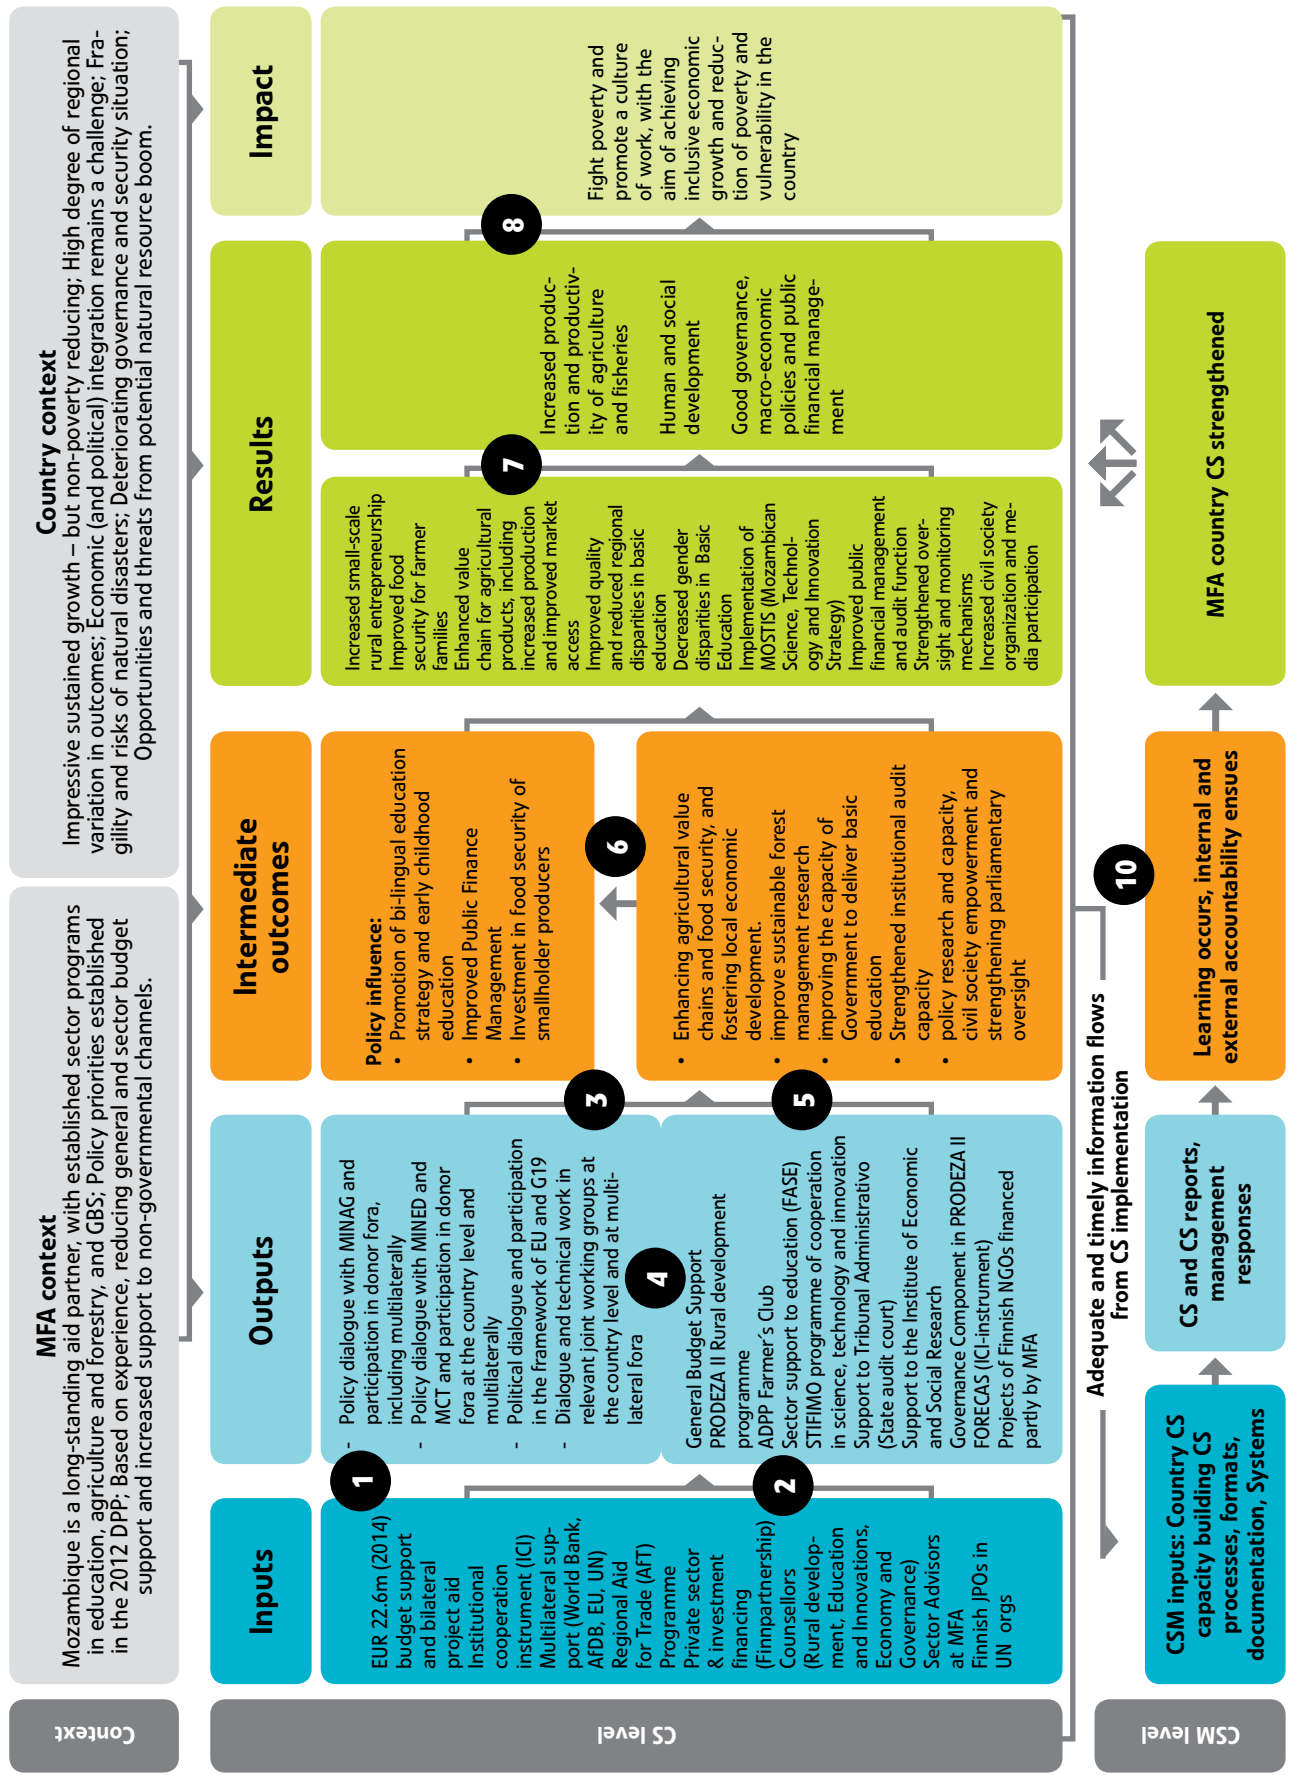 Context
MFA context
Mozambique is a long-standing aid partner, with established sector programs
in education, agriculture and forestry, and GBS; Policy priorities established
in the 2012 DPP; Based on experience, reducing general and sector budget
support and increased support to non-governmental channels.
Country context
Impressive sustained growth – but non-poverty reducing; High degree of regional
variation in outcomes; Economic (and political) integration remains a challenge; Fra-
gility and risks of natural disasters; Deteriorating governance and security situation;
Opportunities and threats from potential natural resource boom.
CS level
Inputs
EUR 22.6m (2014)
budget support
and bilateral
project aid
Institutional
cooperation
instrument (ICI)
Multilateral sup-
port (World Bank,
AfDB, EU, UN)
Regional Aid
for Trade (AfT)
Programme
Private sector
& investment
financing
(Finnpartnership)
Counsellors
(Rural develop-
ment, Education
and Innovations,
Economy and
Governance)
Sector Advisors
at MFA
Finnish JPOs in
UN orgs
1
2
Outputs
- Policy dialogue with MINAG and
participation in donor fora,
including multilaterally
- Policy dialogue with MINED and
MCT and participation in donor
fora at the country level and
multilaterally
- Political dialogue and participation
in the framework of EU and G19
- Dialogue and technical work in
relevant joint working groups at
the country level and at multi-
lateral fora
4
General Budget Support
PRODEZA II Rural development
programme
ADPP Farmer´s Club
Sector support to education (FASE)
STIFIMO programme of cooperation
in science, technology and innovation
Support to Tribunal Administrativo
(State audit court)
Support to the Institute of Economic
and Social Research
Governance Component in PRODEZA II
FORECAS (ICI-instrument)
Projects of Finnish NGOs financed
partly by MFA
3
5
Intermediate
outcomes
Policy influence:
• Promotion of bi-lingual education
strategy and early childhood
education
• Improved Public Finance
Management
• Investment in food security of
smallholder producers
6
• Enhancing agricultural value
chains and food security, and
fostering local economic
development.
• improve sustainable forest
management research
• improving the capacity of
Government to deliver basic
education
• Strengthened institutional audit
capacity
• policy research and capacity,
civil society empowerment and
strengthening parliamentary
oversight
Results
Increased small-scale
rural entrepreneurship
Improved food
security for farmer
families
Enhanced value
chain for agricultural
products, including
increased production
and improved market
access
Improved quality
and reduced regional
disparities in basic
education
Decreased gender
disparities in Basic
Education
Implementation of
MOSTIS (Mozambican
Science, Technol-
ogy and Innovation
Strategy)
Improved public
financial management
and audit function
Strengthened over-
sight and monitoring
mechanisms
Increased civil society
organization and me-
dia participation
7
Increased produc-
tion and productiv-
ity of agriculture
and fisheries
Human and social
development
Good governance,
macro-economic
policies and public
financial manage-
ment
8
Impact
Fight poverty and
promote a culture
of work, with the
aim of achieving
inclusive economic
growth and reduc-
tion of poverty and
vulnerability in the
country
Adequate and timely information flows
from CS implementation
10
CSM level
CSM inputs: Country CS
capacity building CS
processes, formats,
documentation, Systems
CS and CS reports,
management
responses
Learning occurs, internal and
external accountability ensues
MFA country CS strengthened